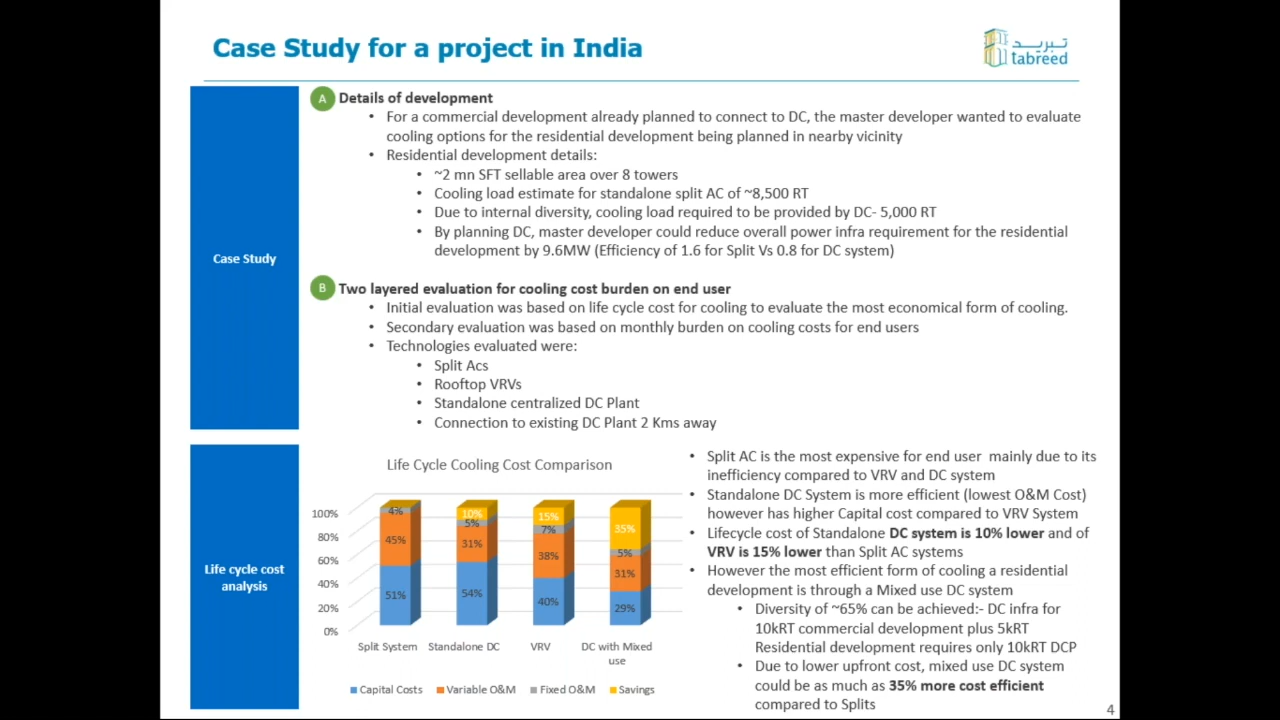 Case Study for a project in India
تبريد
tabreed
Case Study
A Details of development
• For a commercial development already planned to connect to DC, the master developer wanted to evaluate
cooling options for the residential development being planned in nearby vicinity
• Residential development details:
• ~2 mn SFT sellable area over 8 towers
• Cooling load estimate for standalone split AC of ~8,500 RT
• Due to internal diversity, cooling load required to be provided by DC- 5,000 RT
• By planning DC, master developer could reduce overall power infra requirement for the residential
development by 9.6MW (Efficiency of 1.6 for Split Vs 0.8 for DC system)
B Two layered evaluation for cooling cost burden on end user
• Initial evaluation was based on life cycle cost for cooling to evaluate the most economical form of cooling.
• Secondary evaluation was based on monthly burden on cooling costs for end users
• Technologies evaluated were:
• Split Acs
• Rooftop VRVs
• Standalone centralized DC Plant
• Connection to existing DC Plant 2 Kms away
Life cycle cost
analysis
Life Cycle Cooling Cost Comparison
100%
80%
60%
40%
20%
0%
4%
45%
51%
10%
5%
31%
54%
15%
7%
38%
40%
35%
5%
31%
29%
Split System
Standalone DC
VRV
DC with Mixed
use
Capital Costs
Variable O&M
Fixed O&M
Savings
• Split AC is the most expensive for end user mainly due to its
inefficiency compared to VRV and DC system
• Standalone DC System is more efficient (lowest O&M Cost)
however has higher Capital cost compared to VRV System
• Lifecycle cost of Standalone DC system is 10% lower and of
VRV is 15% lower than Split AC systems
• However the most efficient form of cooling a residential
development is through a Mixed use DC system
• Diversity of ~65% can be achieved:- DC infra for
10kRT commercial development plus 5kRT
Residential development requires only 10kRT DCP
• Due to lower upfront cost, mixed use DC system
could be as much as 35% more cost efficient
compared to Splits
4